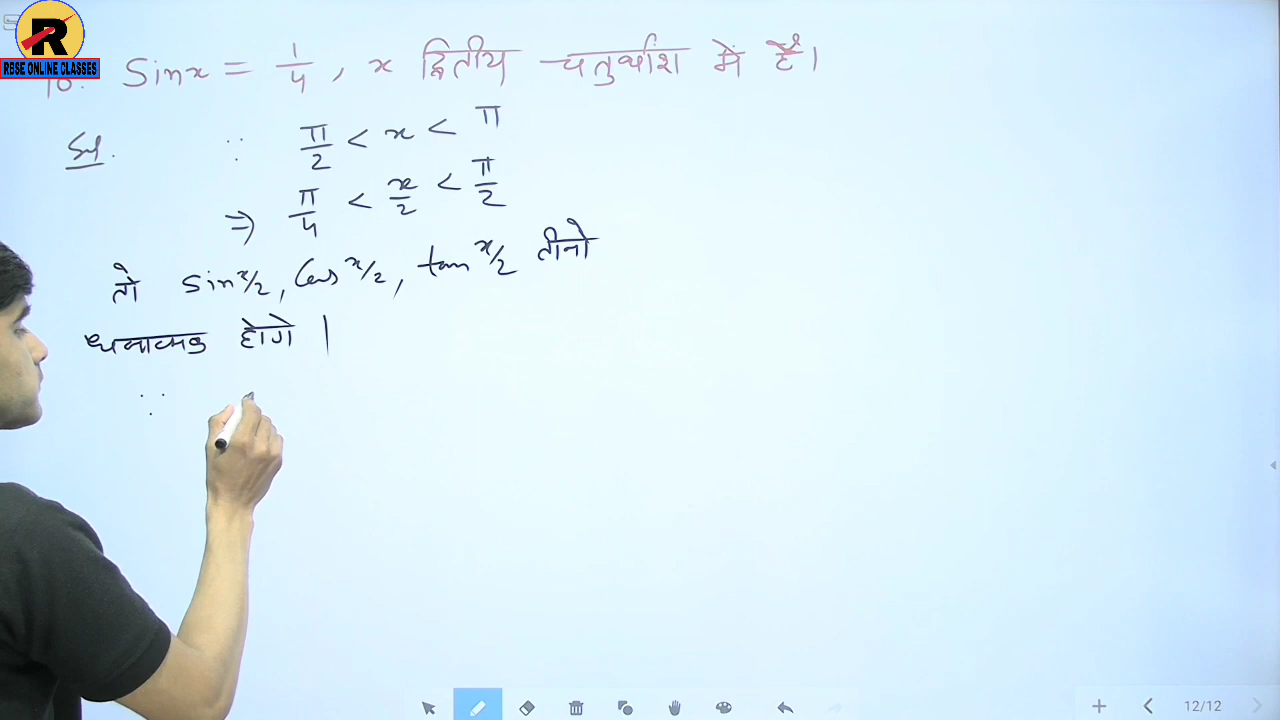 R
RBSE ONLINE CLASSES
10. Sinx = 1/4, x द्वितीय चतुर्थांश में है।
Sol. ∵ π/2 < x < π
⇒ π/4 < x/2 < π/2
तो sin x/2, Cos x/2, tan x/2 तीनो
धनात्मक होगे |
∵
12/12